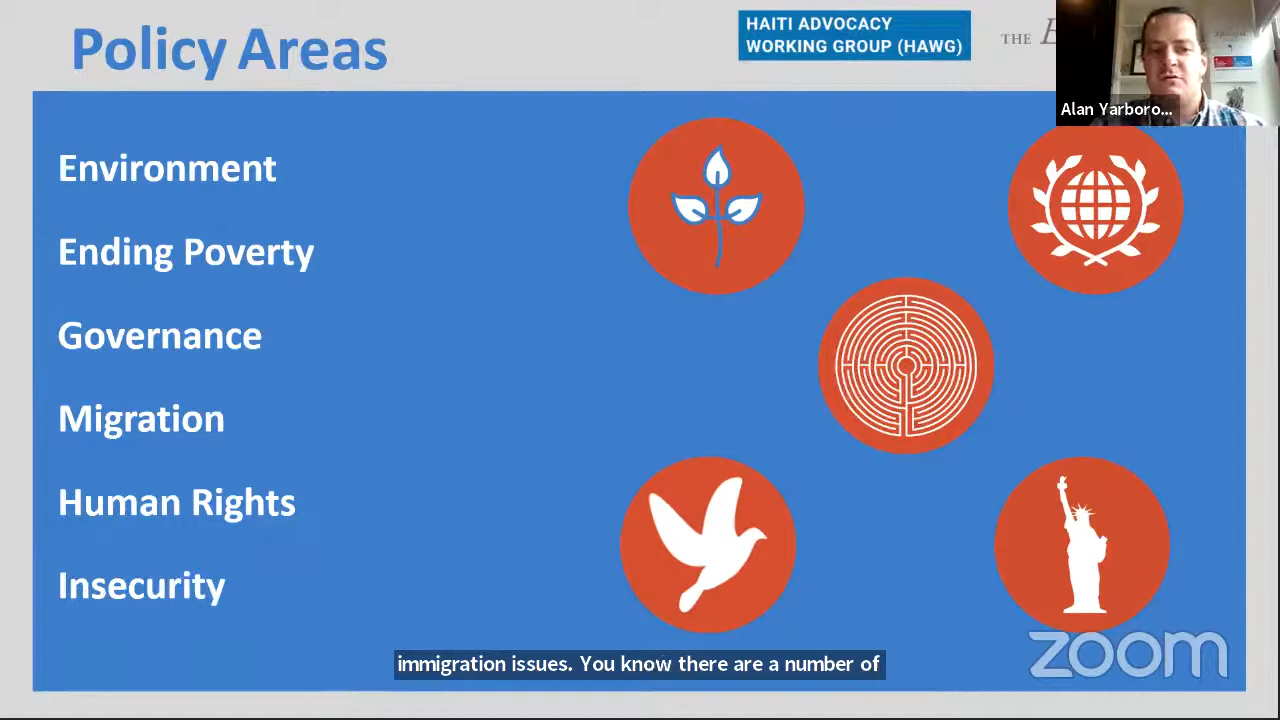 Policy Areas
HAITI ADVOCACY
WORKING GROUP (HAWG)
THE E
Alan Yarboro...
Environment
Ending Poverty
Governance
Migration
Human Rights
Insecurity
immigration issues. You know there are a number of
zoom